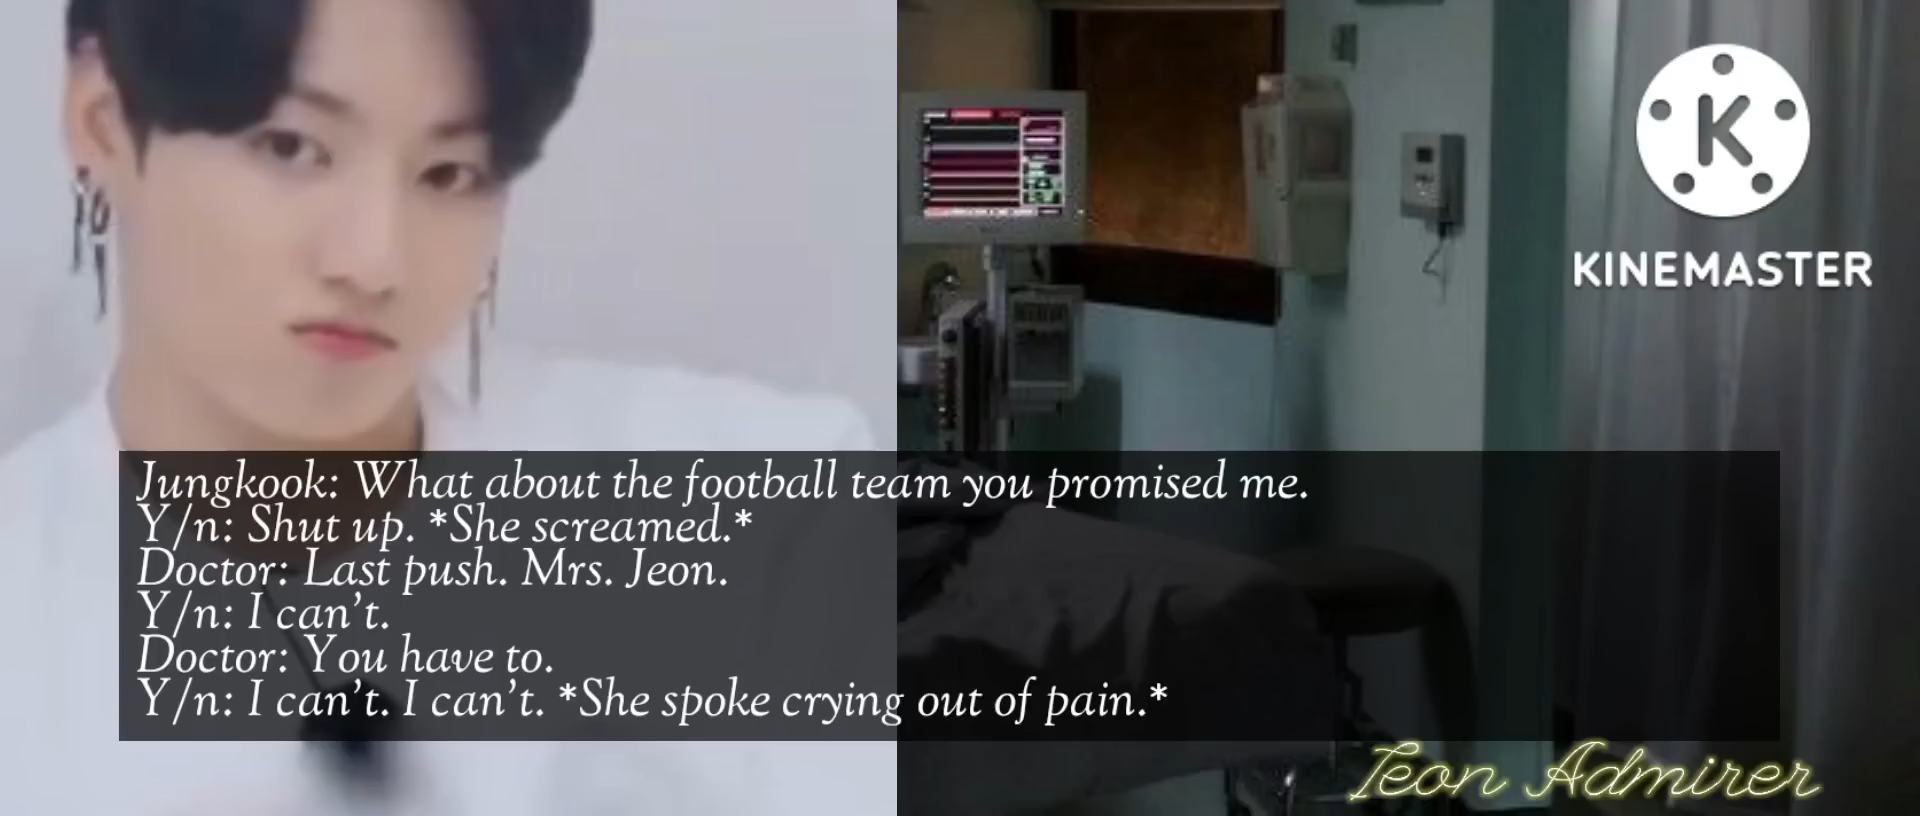 KINEMASTER
Jungkook: What about the football team you promised me.
Y/n: Shut up. *She screamed.*
Doctor: Last push. Mrs. Jeon.
Y/n: I can't.
Doctor: You have to.
Y/n: I can't. I can't. *She spoke crying out of pain.*
Jeon Admirer